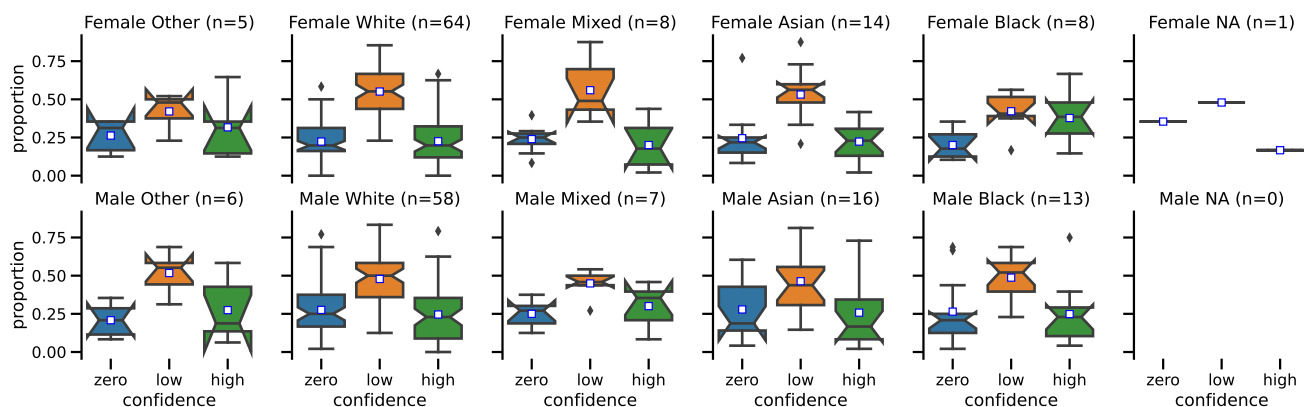 Female Other (n=5) Female White (n=64) Female Mixed (n=8) Female Asian (n=14) Female Black (n=8) Female NA (n=1)
0.75
0.50
0.25
0.00
proportion
Male Other (n=6) Male White (n=58) Male Mixed (n=7) Male Asian (n=16) Male Black (n=13) Male NA (n=0)
0.75
0.50
0.25
0.00
proportion
zero low high zero low high zero low high zero low high zero low high zero low high
confidence confidence confidence confidence confidence confidence